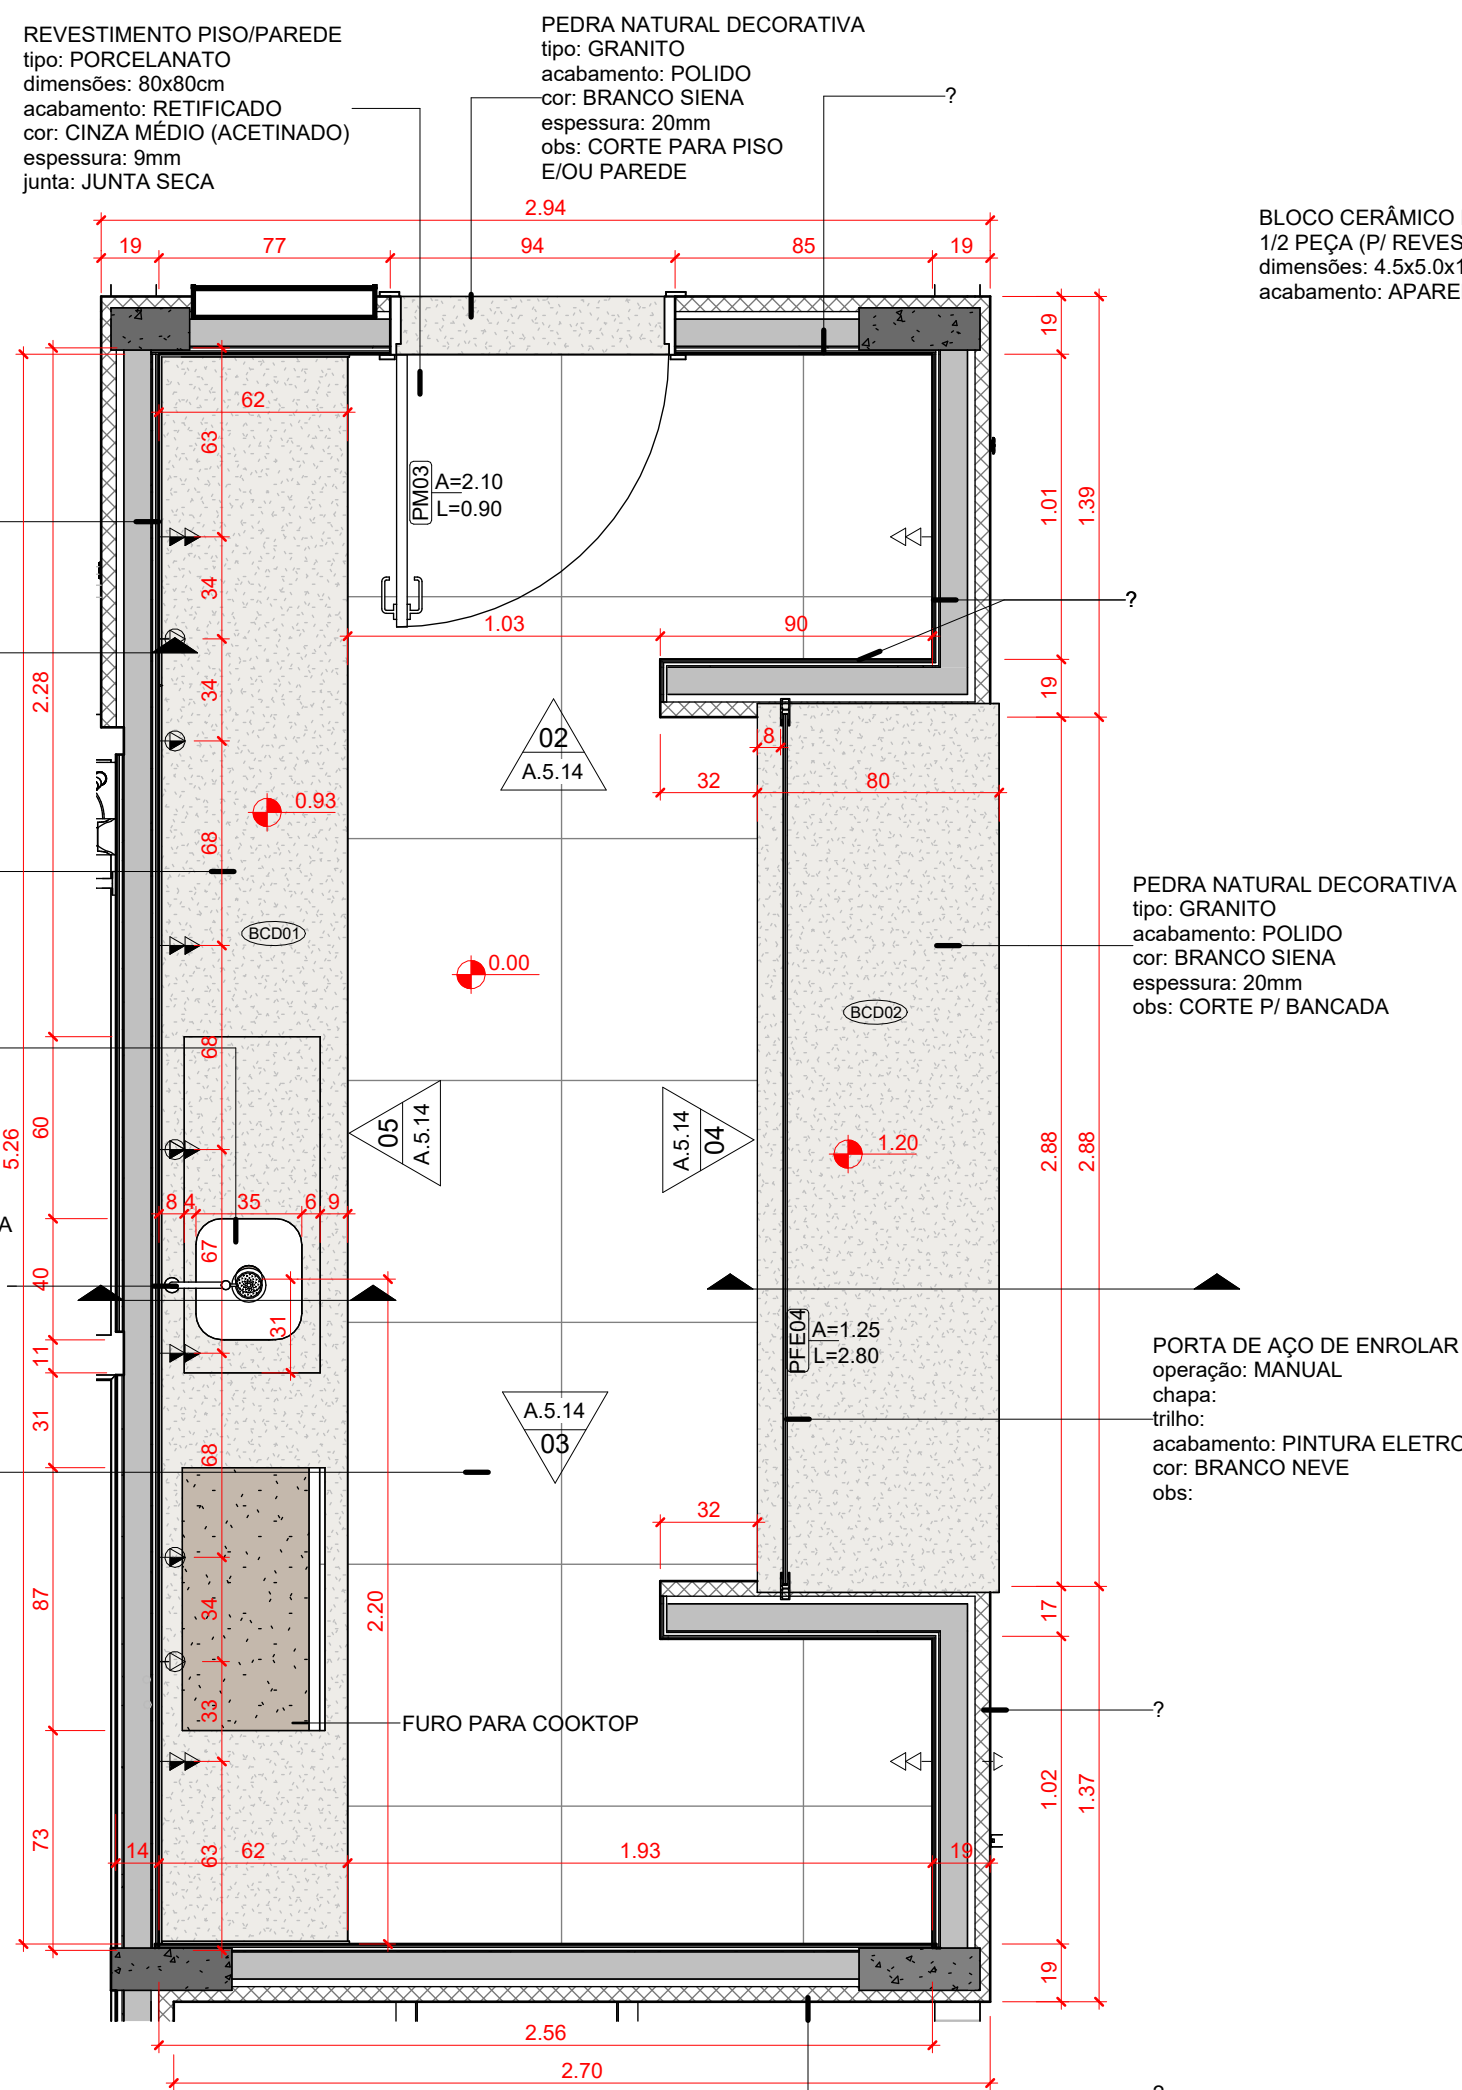 REVESTIMENTO PISO/PAREDE
tipo: PORCELANATO
dimensões: 80x80cm
acabamento: RETIFICADO
cor: CINZA MÉDIO (ACETINADO)
espessura: 9mm
junta: JUNTA SECA
PEDRA NATURAL DECORATIVA
tipo: GRANITO
acabamento: POLIDO
cor: BRANCO SIENA
espessura: 20mm
obs: CORTE PARA PISO
E/OU PAREDE
?
BLOCO CERÂMICO
1/2 PEÇA (P/ REVES
dimensões: 4.5x5.0x1
acabamento: APARE
2.94
19 77 94 85 19
19
62
63
PM03 A=2.10
L=0.90
1.01 1.39
34
?
1.03 90
19
34
2.28
02
A.5.14
8
32 80
0.93
68
PEDRA NATURAL DECORATIVA
tipo: GRANITO
acabamento: POLIDO
cor: BRANCO SIENA
espessura: 20mm
obs: CORTE P/ BANCADA
BCD01
0.00
BCD02
68
60
5.26
05
A.5.14
A.5.14
04
1.20
2.88 2.88
8 4 35 6 9
A
67
40
31
11
PFE04 A=1.25
L=2.80
PORTA DE AÇO DE ENROLAR
operação: MANUAL
chapa:
trilho:
acabamento: PINTURA ELETRO
cor: BRANCO NEVE
obs:
31
A.5.14
03
68
32
87
34
2.20
17
33
FURO PARA COOKTOP
?
1.02 1.37
73
14 62 63 1.93 19
19
2.56
2.70
?